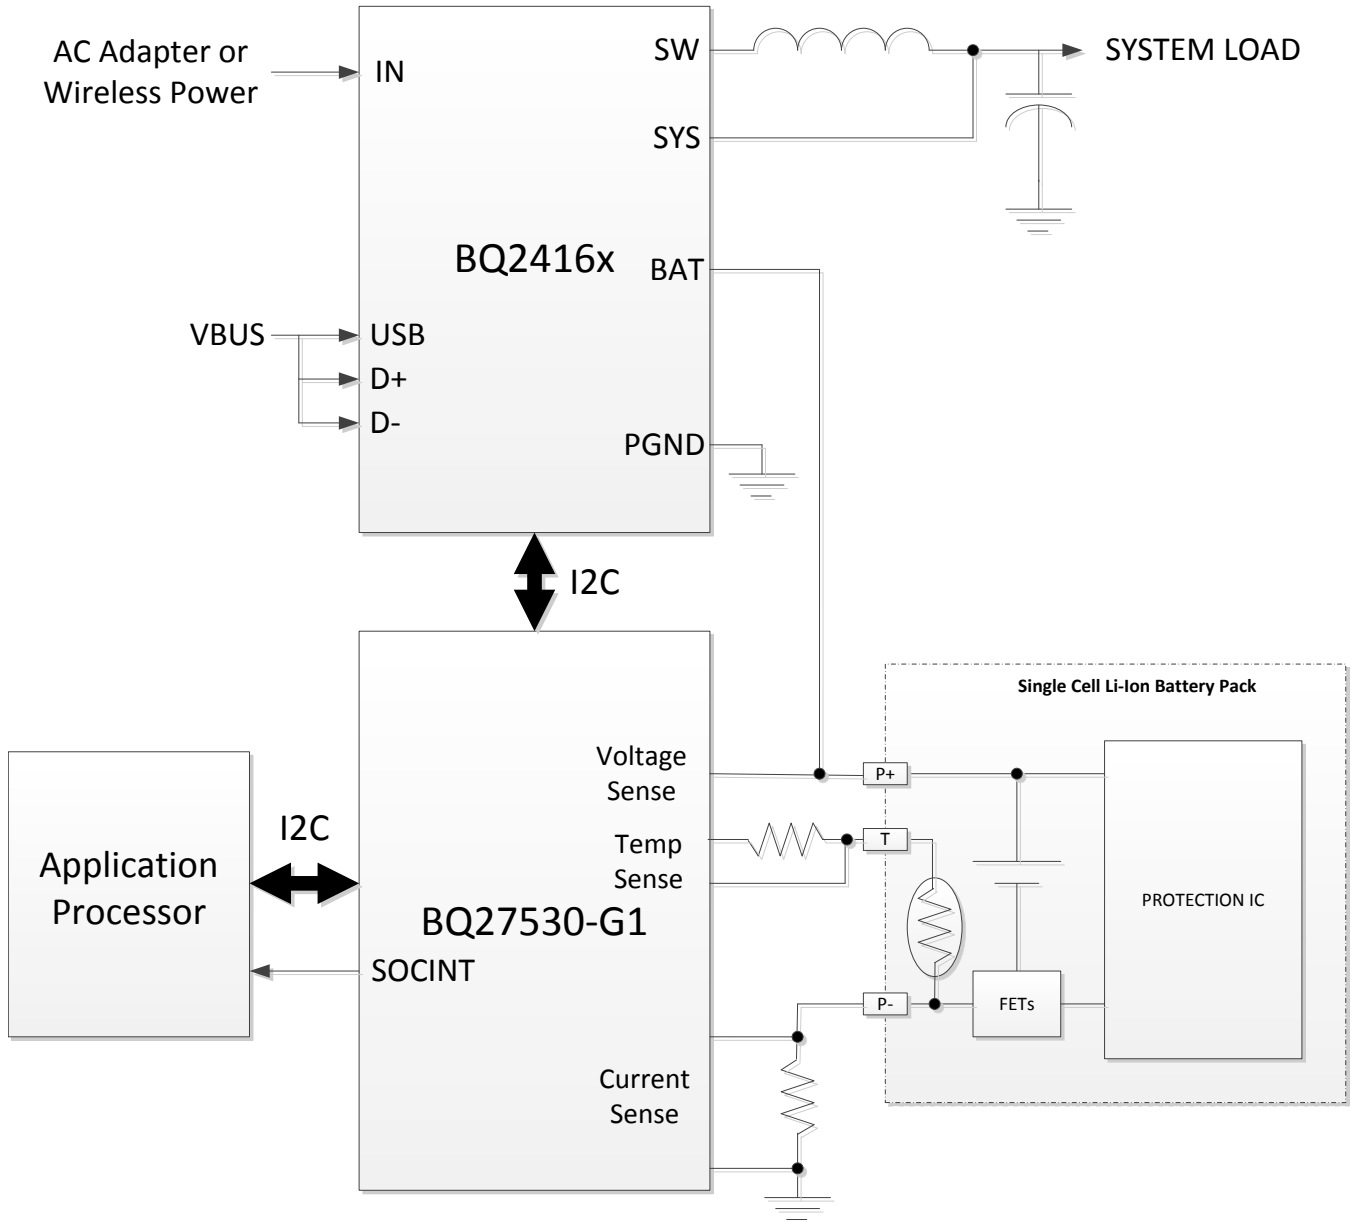 AC Adapter or
Wireless Power
IN
SW
SYSTEM LOAD
SYS
BQ2416x
BAT
VBUS
USB
D+
D-
PGND
I2C
Single Cell Li-Ion Battery Pack
Voltage
Sense
P+
Temp
Sense
T
I2C
Application
Processor
BQ27530-G1
PROTECTION IC
SOCINT
P-
FETs
Current
Sense